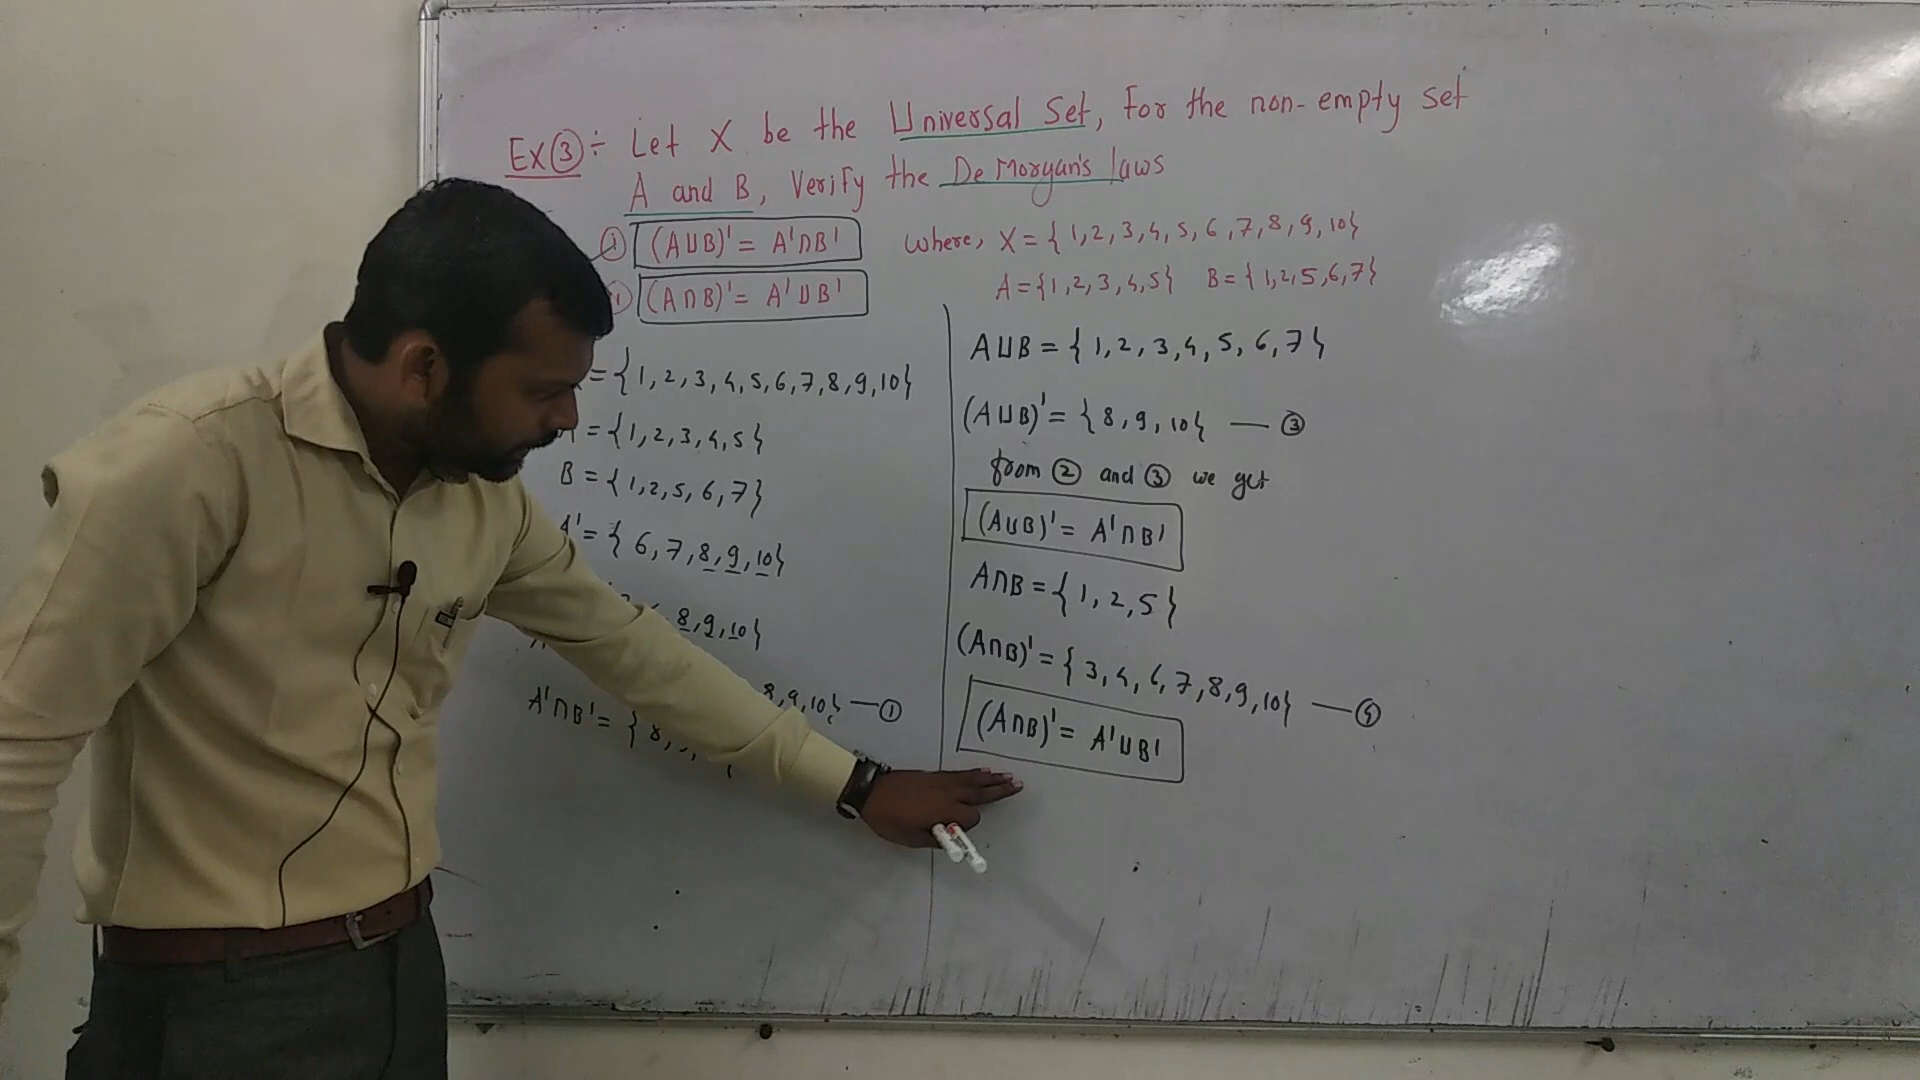 Ex③÷ Let X be the Universal Set, For the non-empty set
A and B, Verify the De Morgan's laws
① (A∪B)' = A'∩B' where, X = { 1,2,3,4,5,6,7,8,9,10}
(A∩B)' = A'∪B' A={1,2,3,4,5} B={1,2,5,6,7}
= {1,2,3,4,5,6,7,8,9,10}
= {1,2,3,4,5}
B = {1,2,5,6,7}
A' = { 6,7,8,9,10}
8,9,10}
8,9,10} — ①
A'∩B' = { 8,
A∪B = { 1,2,3,4,5,6,7}
(A∪B)' = { 8,9,10} — ③
from ② and ③ we get
(A∪B)' = A'∩B'
A∩B = { 1,2,5}
(A∩B)' = { 3,4,6,7,8,9,10} — ④
(A∩B)' = A'∪B'